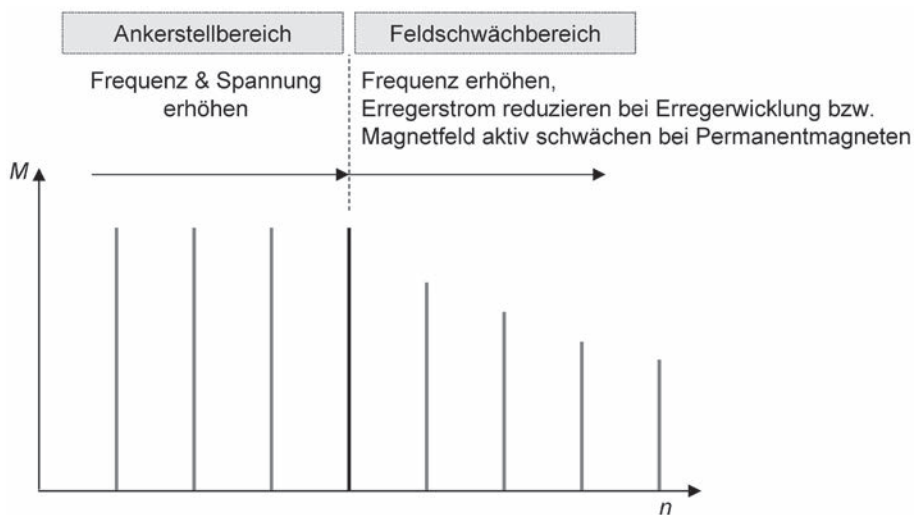 Ankerstellbereich
Feldschwächbereich
Frequenz & Spannung
erhöhen
Frequenz erhöhen,
Erregerstrom reduzieren bei Erregerwicklung bzw.
Magnetfeld aktiv schwächen bei Permanentmagneten
M
n